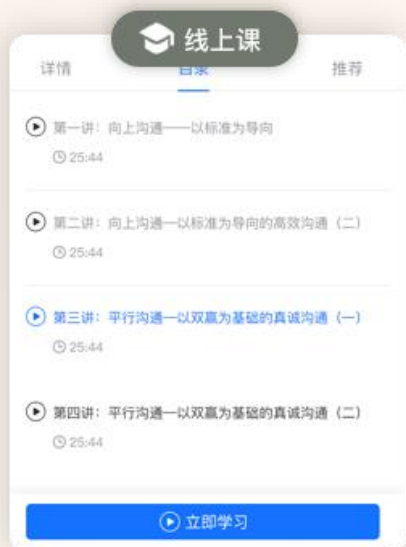 线上课
详情 目录 推荐
第一讲：向上沟通——以标准为导向
25:44
第二讲：向上沟通—以标准为导向的高效沟通（二）
25:44
第三讲：平行沟通—以双赢为基础的真诚沟通（一）
25:44
第四讲：平行沟通—以双赢为基础的真诚沟通（二）
25:44
立即学习